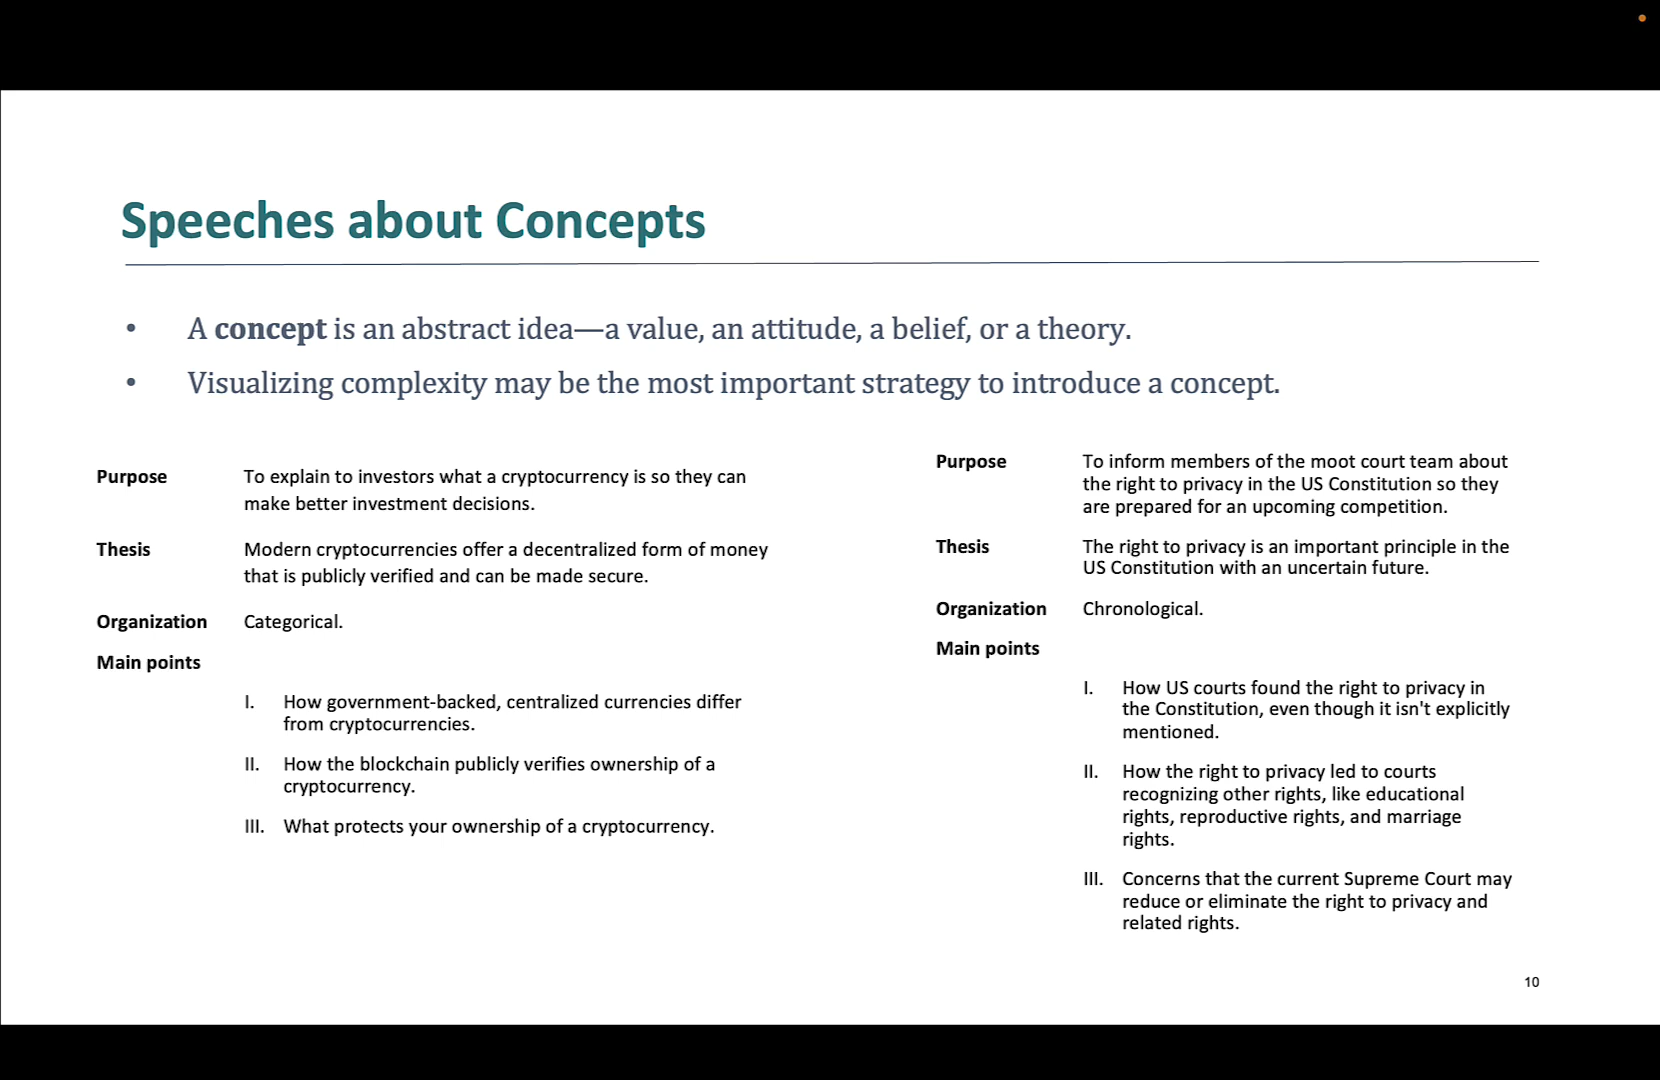 Speeches about Concepts
• A concept is an abstract idea—a value, an attitude, a belief, or a theory.
• Visualizing complexity may be the most important strategy to introduce a concept.
Purpose To explain to investors what a cryptocurrency is so they can
make better investment decisions.
Thesis Modern cryptocurrencies offer a decentralized form of money
that is publicly verified and can be made secure.
Organization Categorical.
Main points
I. How government-backed, centralized currencies differ
from cryptocurrencies.
II. How the blockchain publicly verifies ownership of a
cryptocurrency.
III. What protects your ownership of a cryptocurrency.
Purpose To inform members of the moot court team about
the right to privacy in the US Constitution so they
are prepared for an upcoming competition.
Thesis The right to privacy is an important principle in the
US Constitution with an uncertain future.
Organization Chronological.
Main points
I. How US courts found the right to privacy in
the Constitution, even though it isn't explicitly
mentioned.
II. How the right to privacy led to courts
recognizing other rights, like educational
rights, reproductive rights, and marriage
rights.
III. Concerns that the current Supreme Court may
reduce or eliminate the right to privacy and
related rights.
10